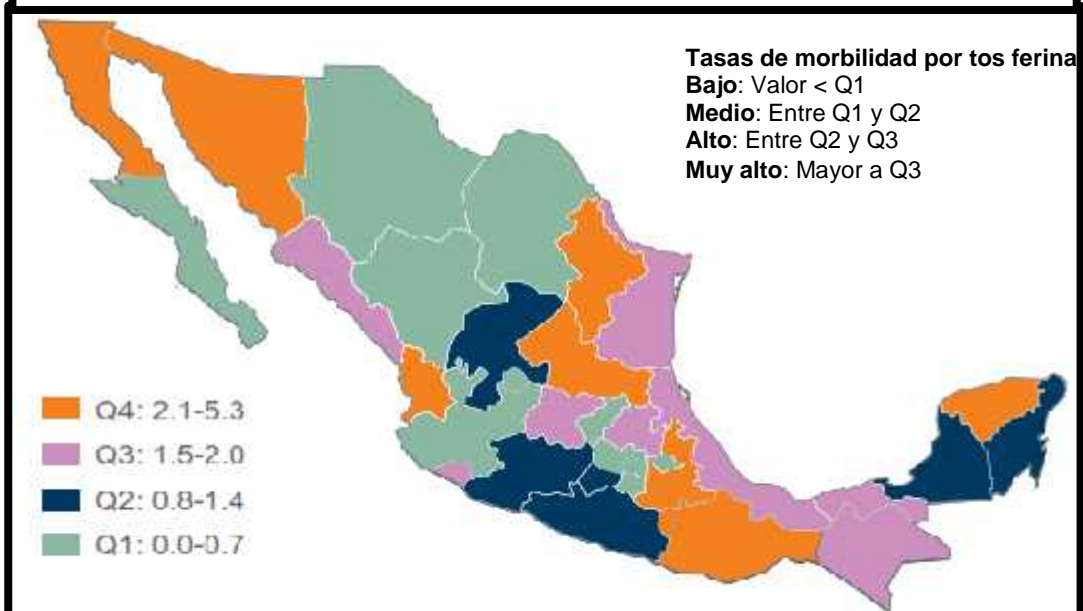 Tasas de morbilidad por tos ferina
Bajo: Valor < Q1
Medio: Entre Q1 y Q2
Alto: Entre Q2 y Q3
Muy alto: Mayor a Q3
Q4: 2.1-5.3
Q3: 1.5-2.0
Q2: 0.8-1.4
Q1: 0.0-0.7